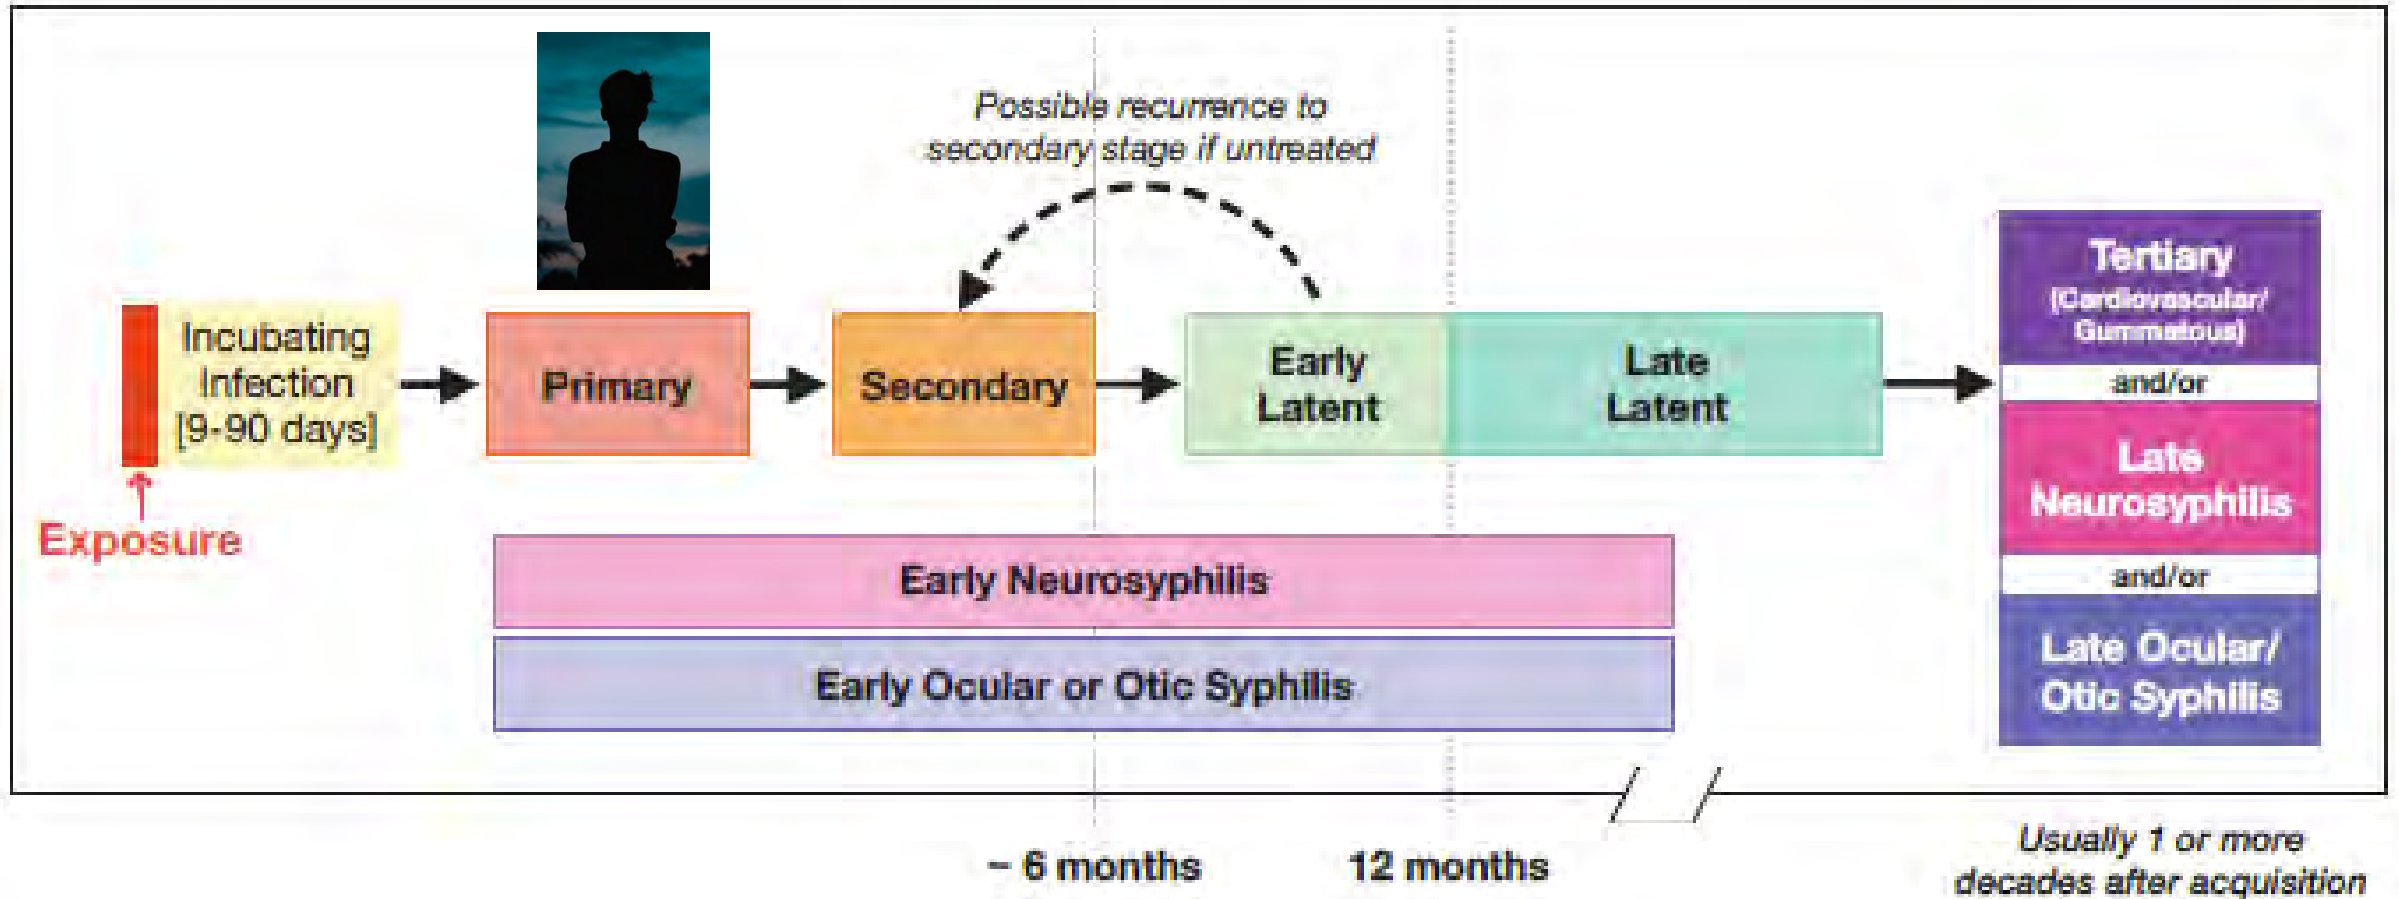 Possible recurrence to
secondary stage if untreated
Incubating
Infection
[9-90 days]
Exposure
Primary
Secondary
Early
Latent
Late
Latent
Tertiary
(Cardiovascular/
Gummatous)
and/or
Late
Neurosyphilis
and/or
Late Ocular/
Otic Syphilis
Early Neurosyphilis
Early Ocular or Otic Syphilis
~ 6 months
12 months
Usually 1 or more
decades after acquisition